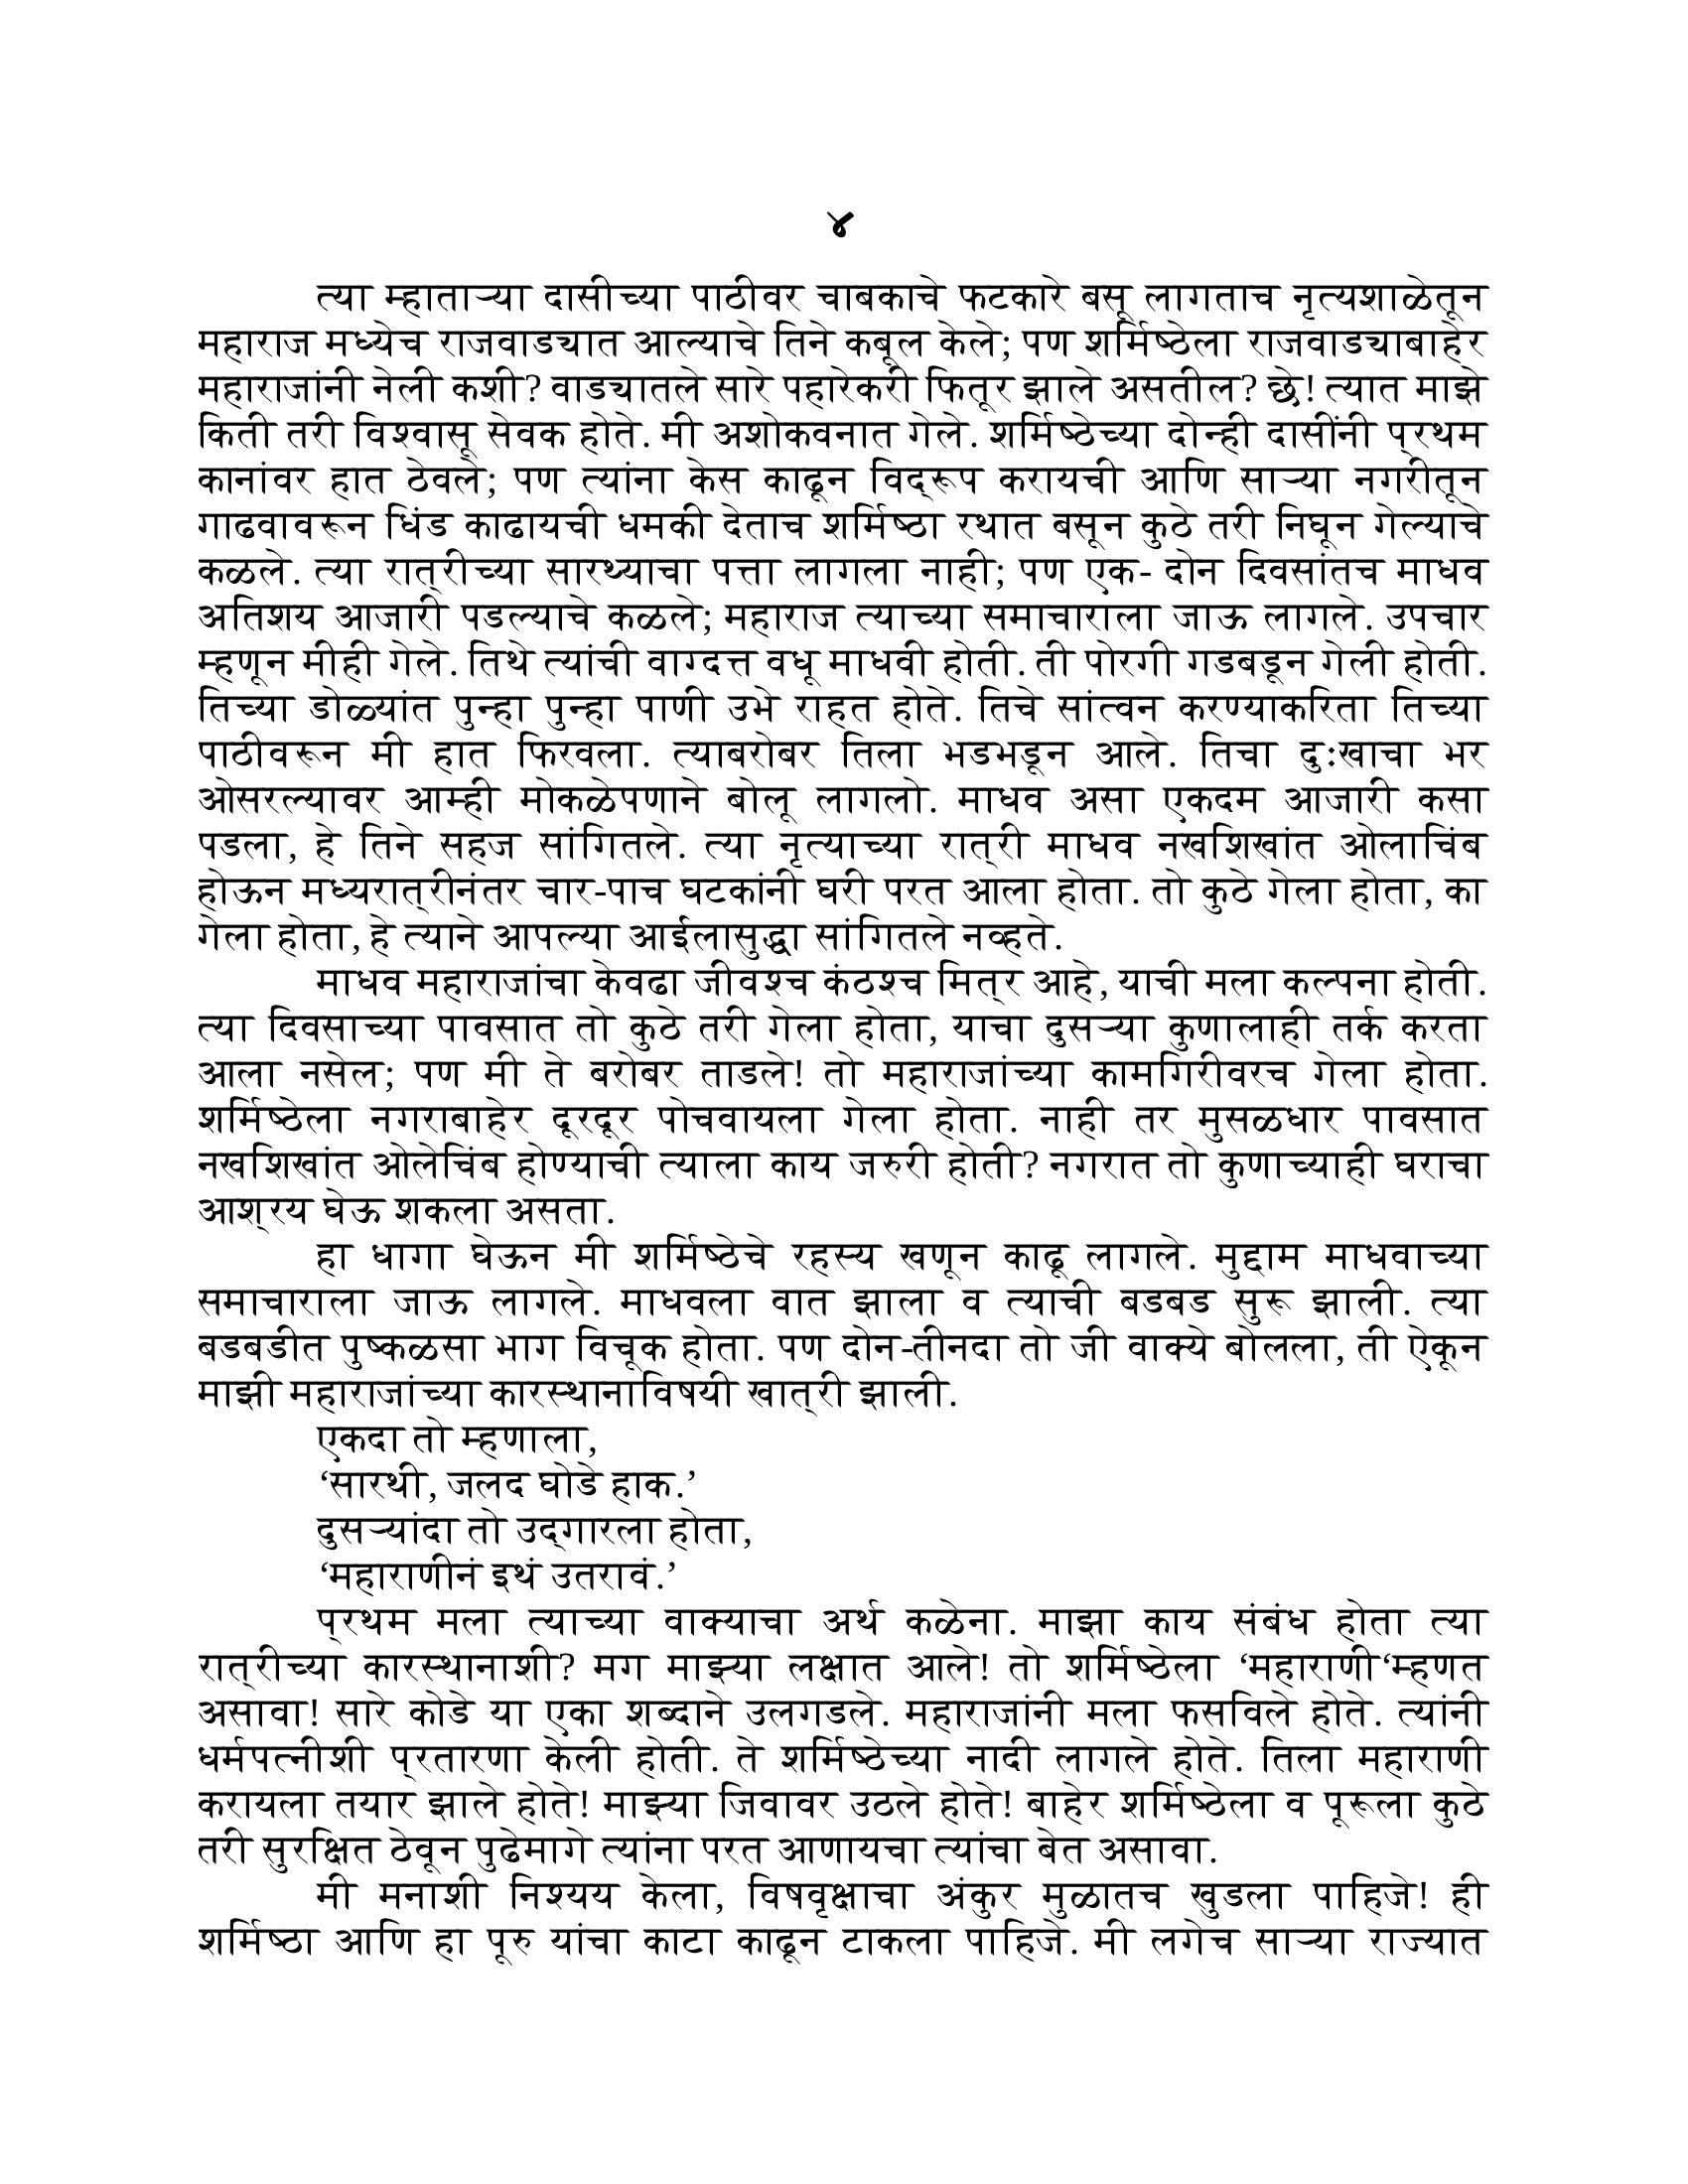 ४
त्या म्हाताऱ्या दासीच्या पाठीवर चाबकाचे फटकारे बसू लागताच नृत्यशाळेतून
महाराज मध्येच राजवाड्यात आल्याचे तिने कबूल केले; पण शर्मिष्ठेला राजवाड्याबाहेर
महाराजांनी नेली कशी? वाड्यातले सारे पहारेकरी फितूर झाले असतील? छे! त्यात माझे
किती तरी विश्वासू सेवक होते. मी अशोकवनात गेले. शर्मिष्ठेच्या दोन्ही दासींनी प्‌रथम
कानांवर हात ठेवले; पण त्यांना केस काढून विद्‌रूप करायची आणि साऱ्या नगरीतून
गाढवावरून धिंड काढायची धमकी देताच शर्मिष्ठा रथात बसून कुठे तरी निघून गेल्याचे
कळले. त्या रात्‌रीच्या सारथ्याचा पत्ता लागला नाही; पण एक- दोन दिवसांतच माधव
अतिशय आजारी पडल्याचे कळले; महाराज त्याच्या समाचाराला जाऊ लागले. उपचार
म्हणून मीही गेले. तिथे त्यांची वाग्दत्त वधू माधवी होती. ती पोरगी गडबडून गेली होती.
तिच्या डोळ्यांत पुन्हा पुन्हा पाणी उभे राहत होते. तिचे सांत्वन करण्याकरिता तिच्या
पाठीवरून मी हात फिरवला. त्याबरोबर तिला भडभडून आले. तिचा दुःखाचा भर
ओसरल्यावर आम्ही मोकळेपणाने बोलू लागलो. माधव असा एकदम आजारी कसा
पडला, हे तिने सहज सांगितले. त्या नृत्याच्या रात्‌री माधव नखशिखांत ओलाचिंब
होऊन मध्यरात्‌रीनंतर चार-पाच घटकांनी घरी परत आला होता. तो कुठे गेला होता, का
गेला होता, हे त्याने आपल्या आईलासुद्धा सांगितले नव्हते.
माधव महाराजांचा केवढा जीवश्च कंठश्च मित्‌र आहे, याची मला कल्पना होती.
त्या दिवसाच्या पावसात तो कुठे तरी गेला होता, याचा दुसऱ्या कुणालाही तर्क करता
आला नसेल; पण मी ते बरोबर ताडले! तो महाराजांच्या कामगिरीवरच गेला होता.
शर्मिष्ठेला नगराबाहेर दूरदूर पोचवायला गेला होता. नाही तर मुसळधार पावसात
नखशिखांत ओलेचिंब होण्याची त्याला काय जरुरी होती? नगरात तो कुणाच्याही घराचा
आश्‌रय घेऊ शकला असता.
हा धागा घेऊन मी शर्मिष्ठेचे रहस्य खणून काढू लागले. मुद्दाम माधवाच्या
समाचाराला जाऊ लागले. माधवला वात झाला व त्याची बडबड सुरू झाली. त्या
बडबडीत पुष्कळसा भाग विचूक होता. पण दोन-तीनदा तो जी वाक्ये बोलला, ती ऐकून
माझी महाराजांच्या कारस्थानाविषयी खात्‌री झाली.
एकदा तो म्हणाला,
‘सारथी, जलद घोडे हाक.’
दुसऱ्यांदा तो उद्‌गारला होता,
‘महाराणीनं इथं उतरावं.’
प्‌रथम मला त्याच्या वाक्याचा अर्थ कळेना. माझा काय संबंध होता त्या
रात्‌रीच्या कारस्थानाशी? मग माझ्या लक्षात आले! तो शर्मिष्ठेला ‘महाराणी‘म्हणत
असावा! सारे कोडे या एका शब्दाने उलगडले. महाराजांनी मला फसविले होते. त्यांनी
धर्मपत्नीशी प्‌रतारणा केली होती. ते शर्मिष्ठेच्या नादी लागले होते. तिला महाराणी
करायला तयार झाले होते! माझ्या जिवावर उठले होते! बाहेर शर्मिष्ठेला व पूरूला कुठे
तरी सुरक्षित ठेवून पुढेमागे त्यांना परत आणायचा त्यांचा बेत असावा.
मी मनाशी निश्यय केला, विषवृक्षाचा अंकुर मुळातच खुडला पाहिजे! ही
शर्मिष्ठा आणि हा पूरु यांचा काटा काढून टाकला पाहिजे. मी लगेच साऱ्या राज्यात